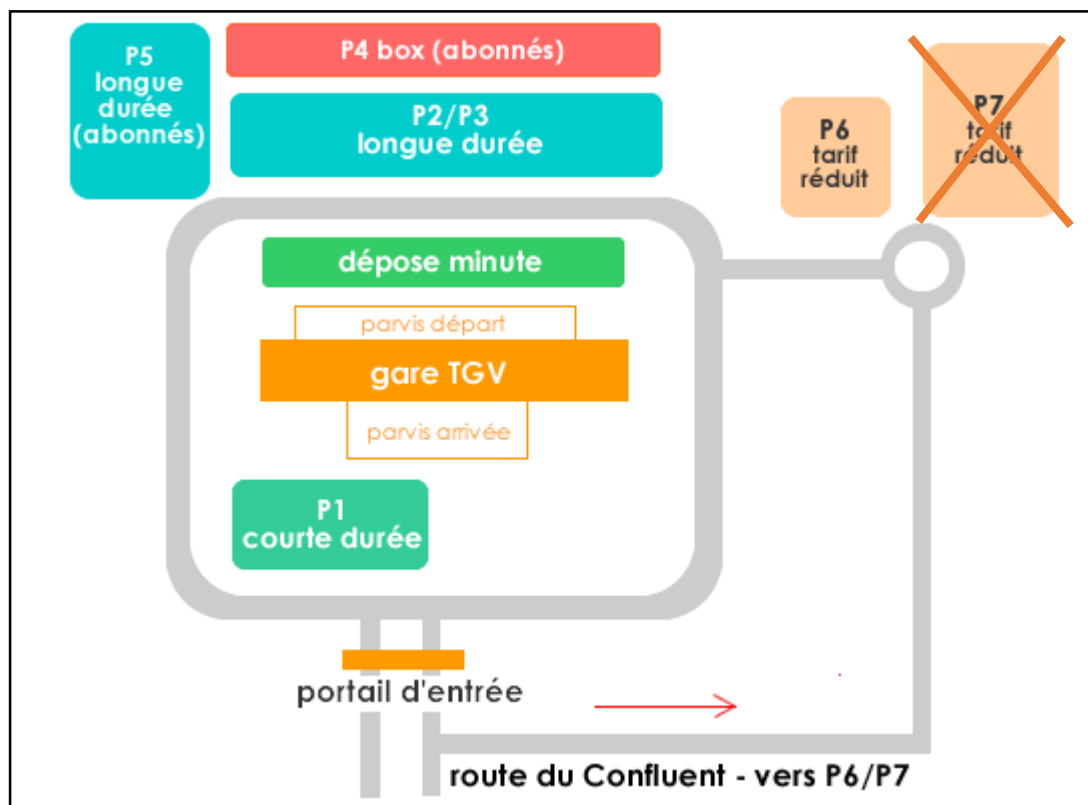 P5
longue
durée
(abonnés)
P4 box (abonnés)
P2/P3
longue durée
P6
tarif
réduit
P7
tarif
réduit
dépose minute
parvis départ
gare TGV
parvis arrivée
P1
courte durée
portail d'entrée
route du Confluent - vers P6/P7